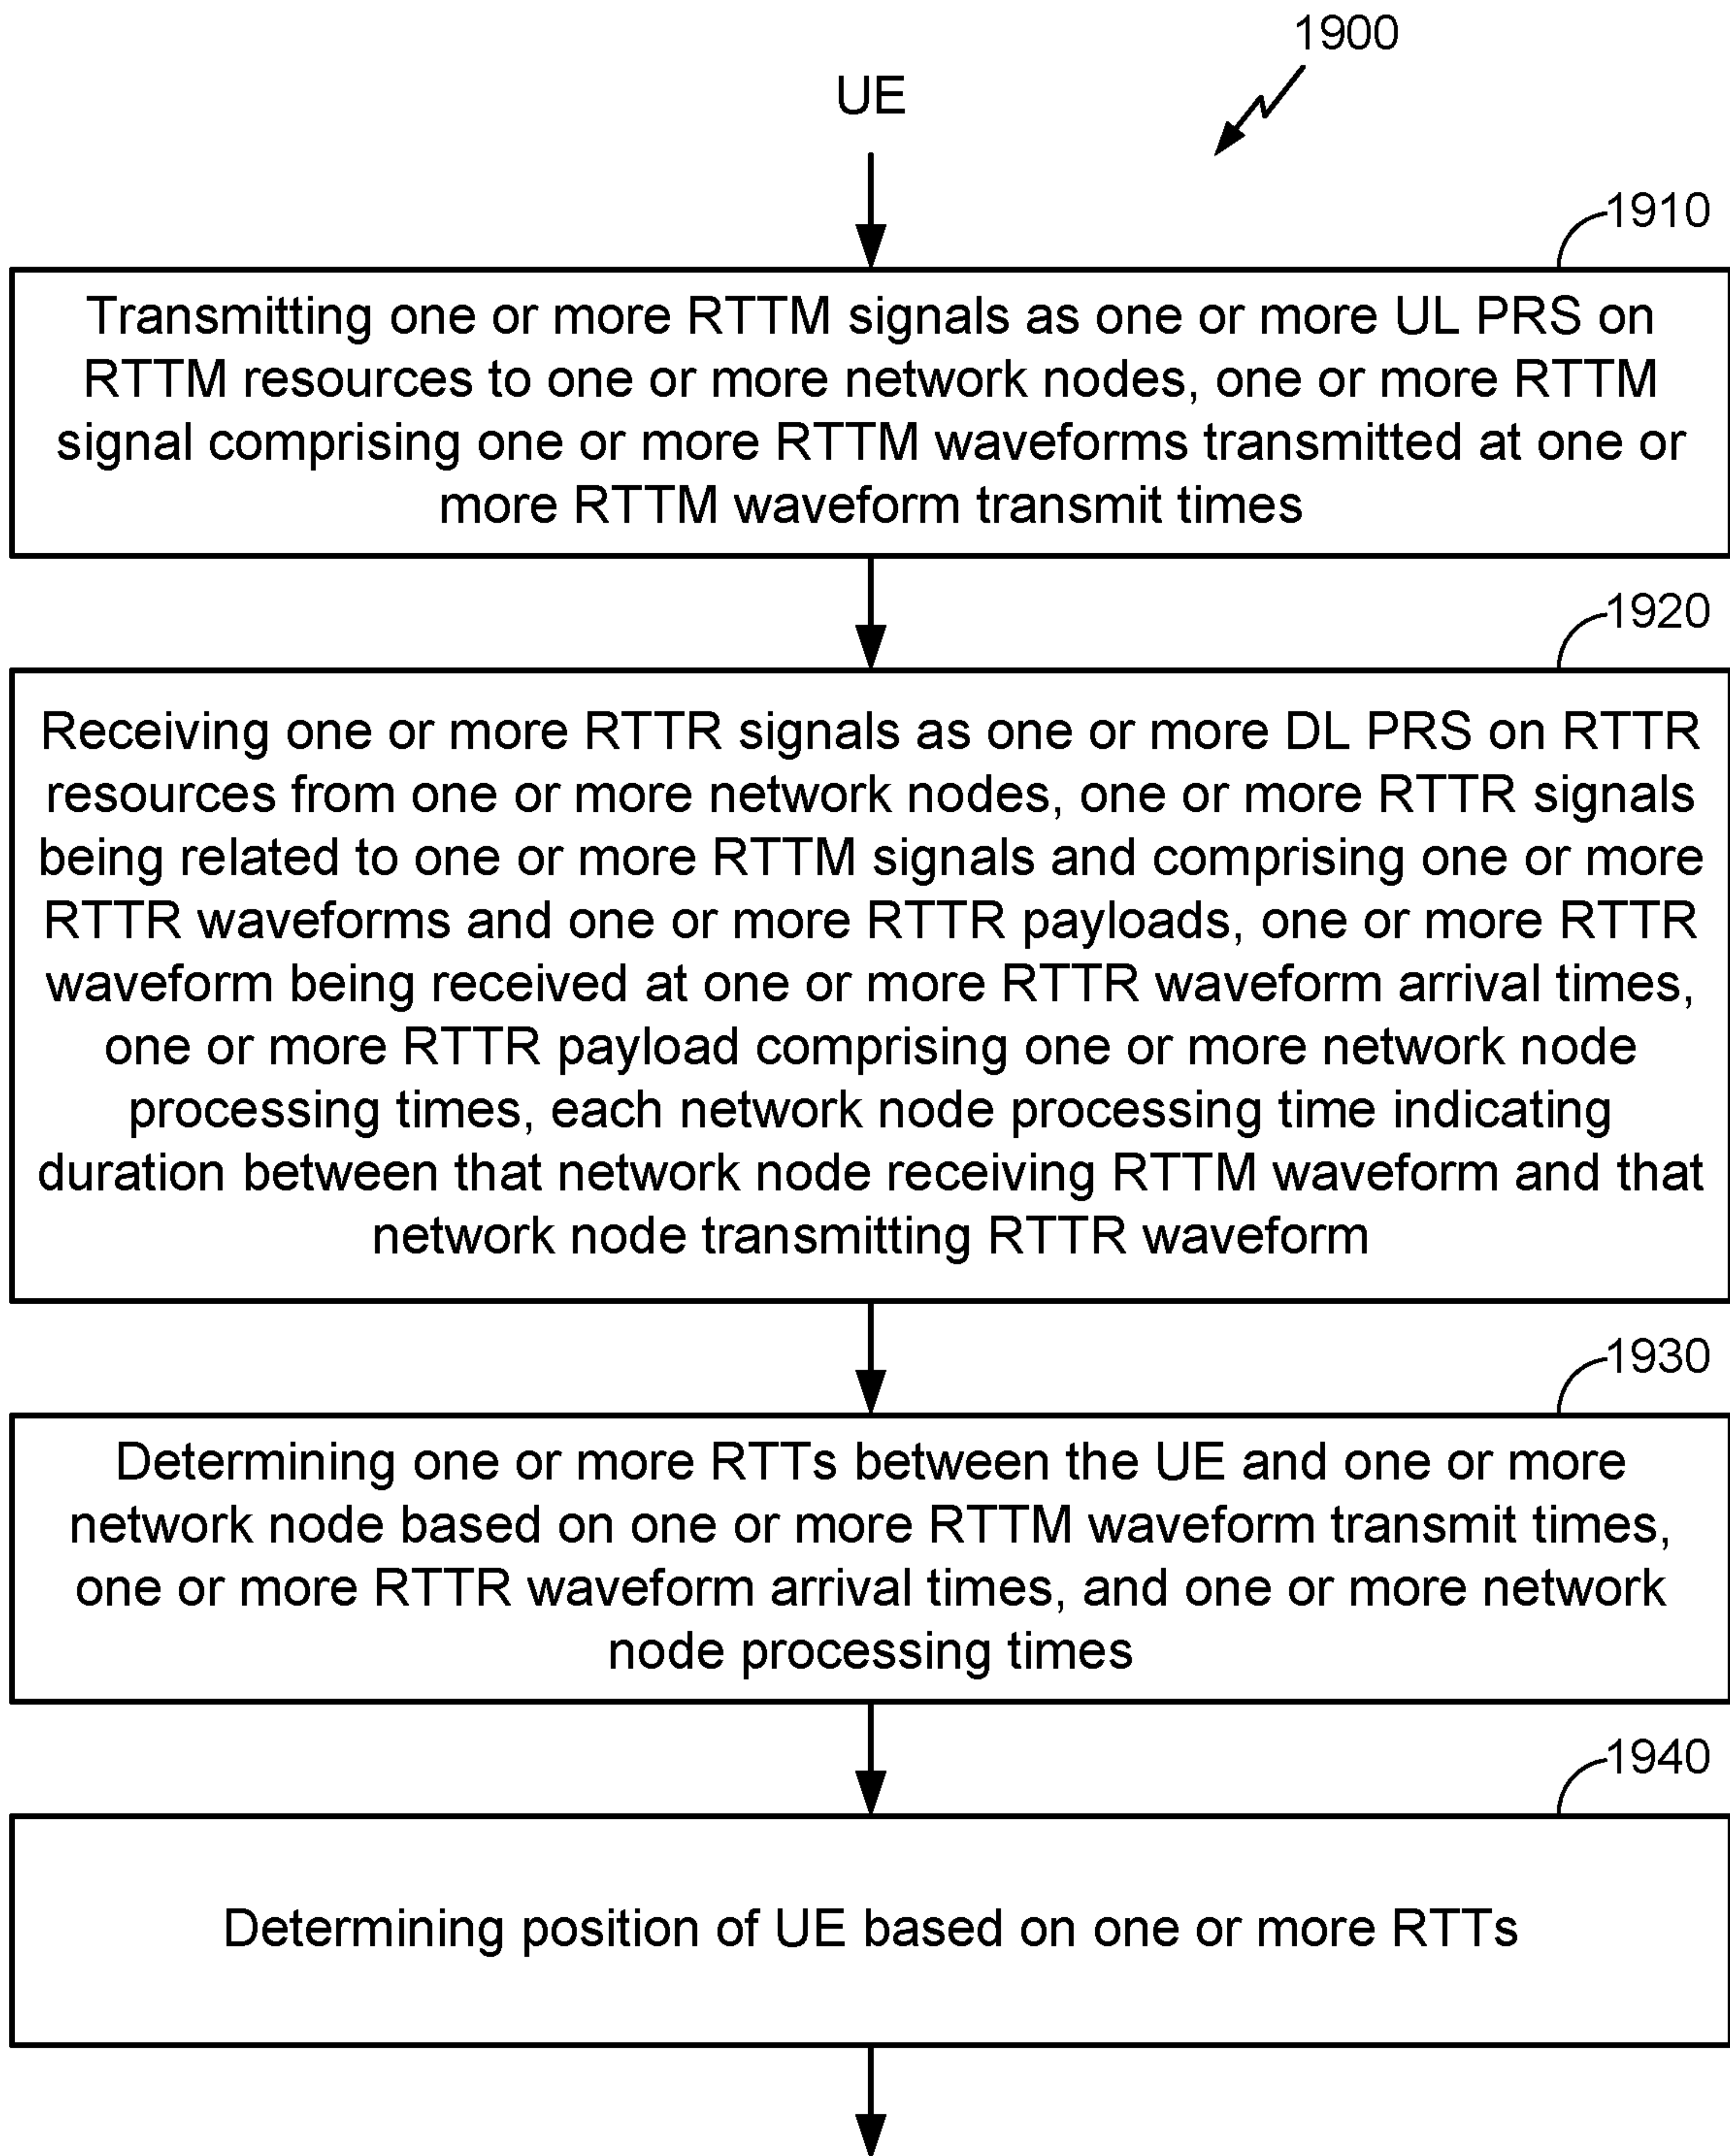 1900
UE
1910
Transmitting one or more RTTM signals as one or more UL PRS on
RTTM resources to one or more network nodes, one or more RTTM
signal comprising one or more RTTM waveforms transmitted at one or
more RTTM waveform transmit times
1920
Receiving one or more RTTR signals as one or more DL PRS on RTTR
resources from one or more network nodes, one or more RTTR signals
being related to one or more RTTM signals and comprising one or more
RTTR waveforms and one or more RTTR payloads, one or more RTTR
waveform being received at one or more RTTR waveform arrival times,
one or more RTTR payload comprising one or more network node
processing times, each network node processing time indicating
duration between that network node receiving RTTM waveform and that
network node transmitting RTTR waveform
1930
Determining one or more RTTs between the UE and one or more
network node based on one or more RTTM waveform transmit times,
one or more RTTR waveform arrival times, and one or more network
node processing times
1940
Determining position of UE based on one or more RTTs